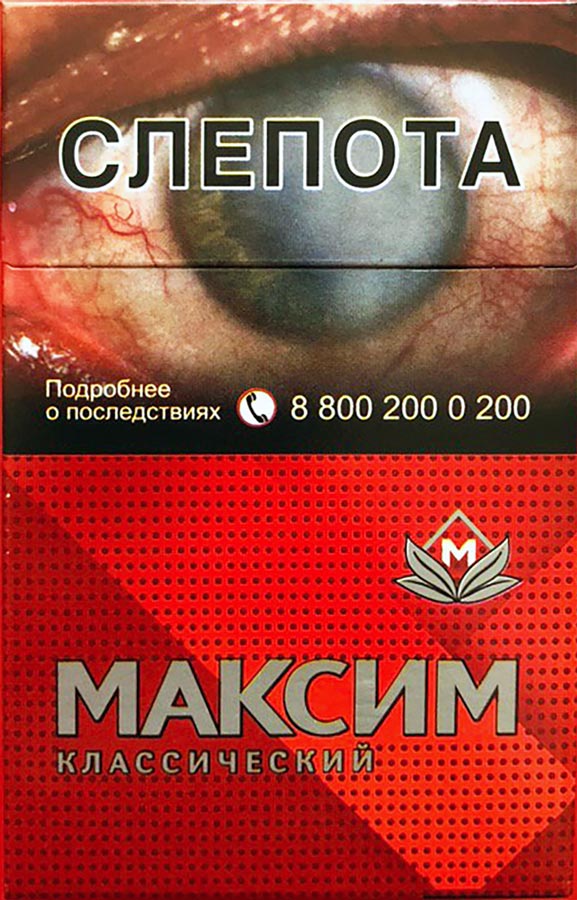 СЛЕПОТА
Подробнее
о последствиях 8 800 200 0 200
М
МАКСИМ
КЛАССИЧЕСКИЙ